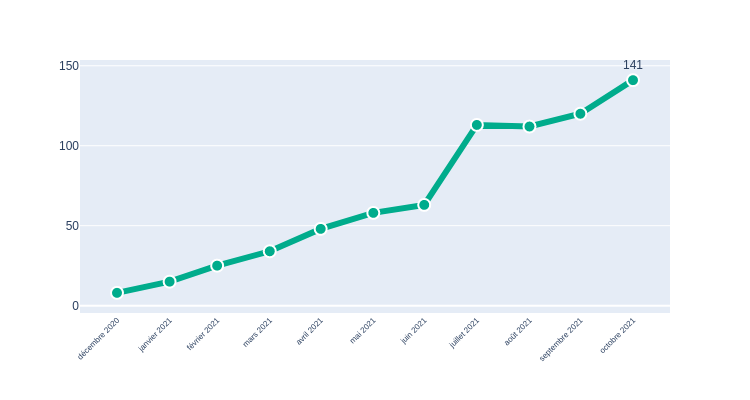 141
150
100
50
0
décembre 2020
janvier 2021
février 2021
mars 2021
avril 2021
mai 2021
juin 2021
juillet 2021
août 2021
septembre 2021
octobre 2021